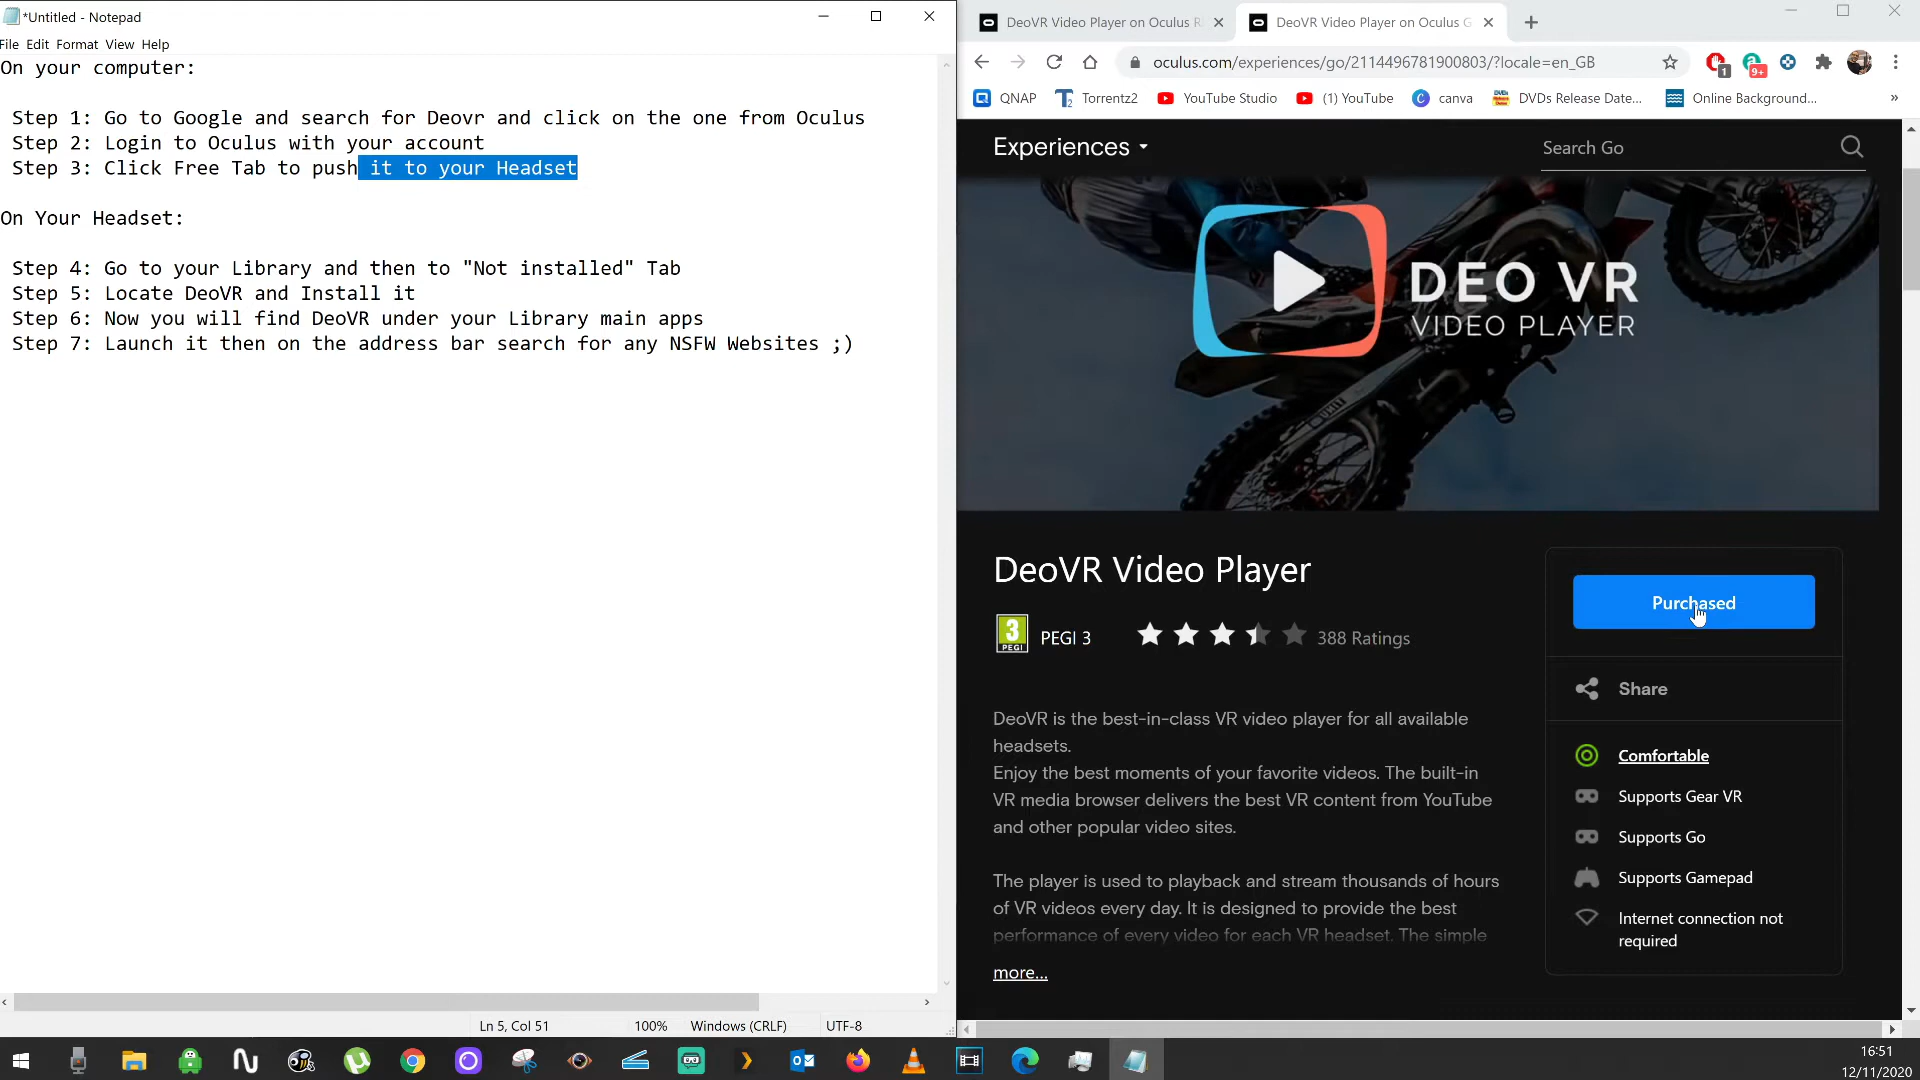 *Untitled - Notepad
File Edit Format View Help
On your computer:
Step 1: Go to Google and search for Deovr and click on the one from Oculus
Step 2: Login to Oculus with your account
Step 3: Click Free Tab to push it to your Headset
On Your Headset:
Step 4: Go to your Library and then to "Not installed" Tab
Step 5: Locate DeoVR and Install it
Step 6: Now you will find DeoVR under your Library main apps
Step 7: Launch it then on the address bar search for any NSFW Websites ;)
Ln 5, Col 51 100% Windows (CRLF) UTF-8
DeoVR Video Player on Oculus R
DeoVR Video Player on Oculus G
oculus.com/experiences/go/2114496781900803/?locale=en_GB
1 9+
QNAP Torrentz2 YouTube Studio (1) YouTube canva DVDs Release Date... Online Background... »
Experiences
Search Go
DEO VR
VIDEO PLAYER
DeoVR Video Player
3
PEGI
PEGI 3
388 Ratings
DeoVR is the best-in-class VR video player for all available
headsets.
Enjoy the best moments of your favorite videos. The built-in
VR media browser delivers the best VR content from YouTube
and other popular video sites.
The player is used to playback and stream thousands of hours
of VR videos every day. It is designed to provide the best
performance of every video for each VR headset. The simple
more...
Purchased
Share
Comfortable
Supports Gear VR
Supports Go
Supports Gamepad
Internet connection not
required
16:51
12/11/2020